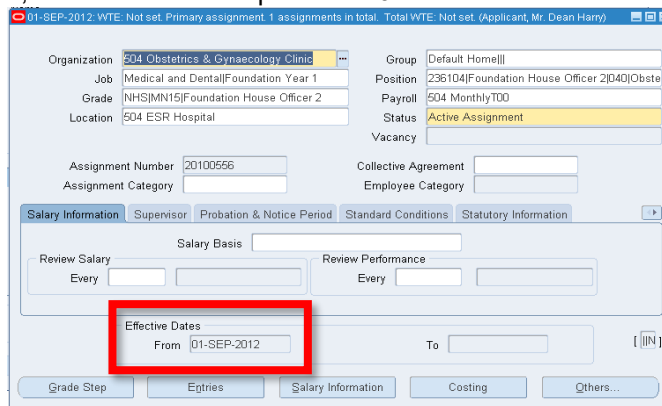 01-SEP-2012: WTE: Not set. Primary assignment. 1 assignments in total. Total WTE: Not set. (Applicant, Mr. Dean Harry)
Organization 504 Obstetrics & Gynaecology Clinic ... Group Default Home|||
Job Medical and Dental|Foundation Year 1 Position 236104|Foundation House Officer 2|040|Obste
Grade NHS|MN15|Foundation House Officer 2 Payroll 504 MonthlyT00
Location 504 ESR Hospital Status Active Assignment
Vacancy
Assignment Number 20100556 Collective Agreement
Assignment Category Employee Category
Salary Information Supervisor Probation & Notice Period Standard Conditions Statutory Information
Salary Basis
Review Salary Review Performance
Every Every
Effective Dates
From 01-SEP-2012 To [ ||N ]
Grade Step Entries Salary Information Costing Others...